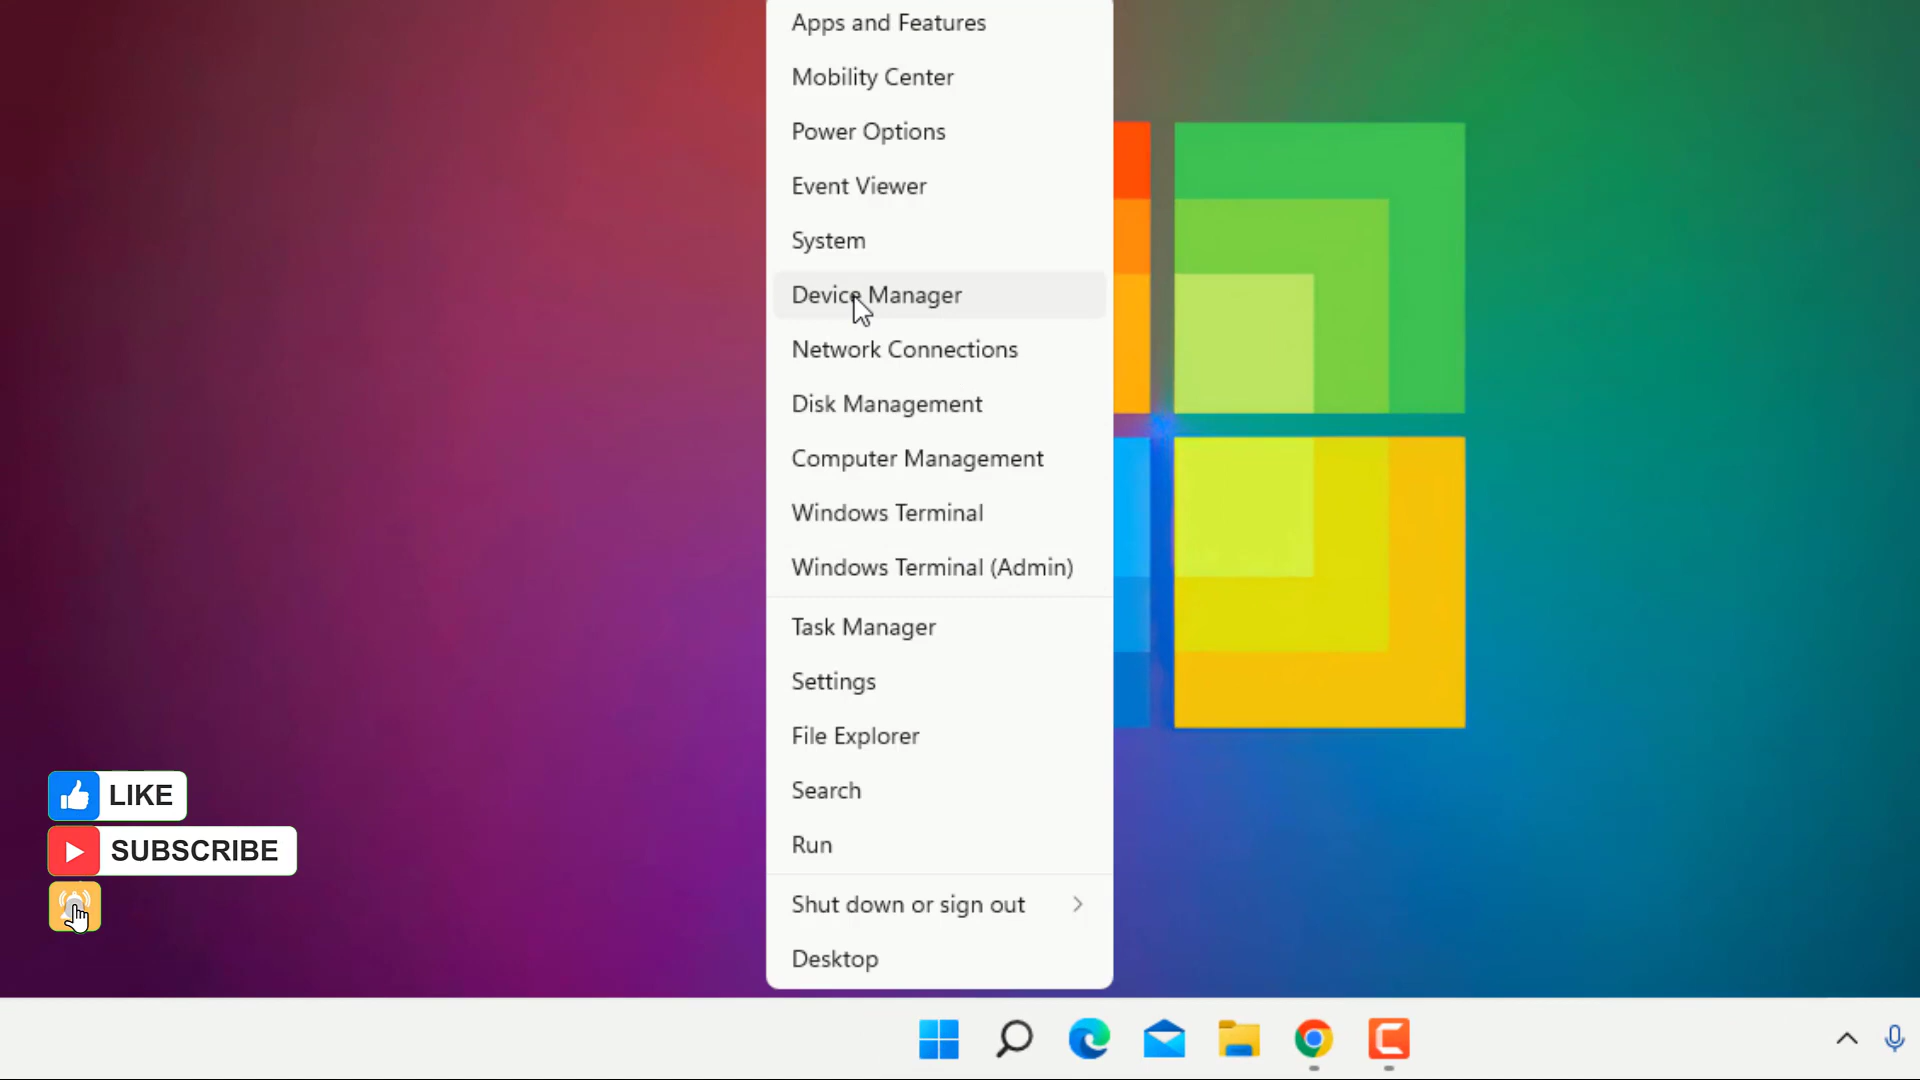 Apps and Features
Mobility Center
Power Options
Event Viewer
System
Device Manager
Network Connections
Disk Management
Computer Management
Windows Terminal
Windows Terminal (Admin)
Task Manager
Settings
File Explorer
Search
Run
Shut down or sign out
Desktop
LIKE
SUBSCRIBE